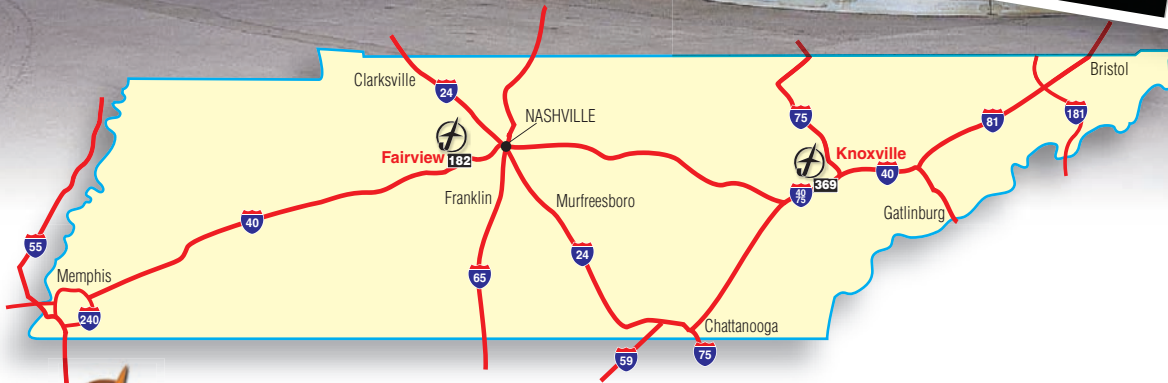 Clarksville
24
NASHVILLE
Fairview 182
Franklin
Murfreesboro
75
Knoxville
369
40
75
40
81
181
Bristol
Gatlinburg
40
55
Memphis
240
65
24
Chattanooga
59
75